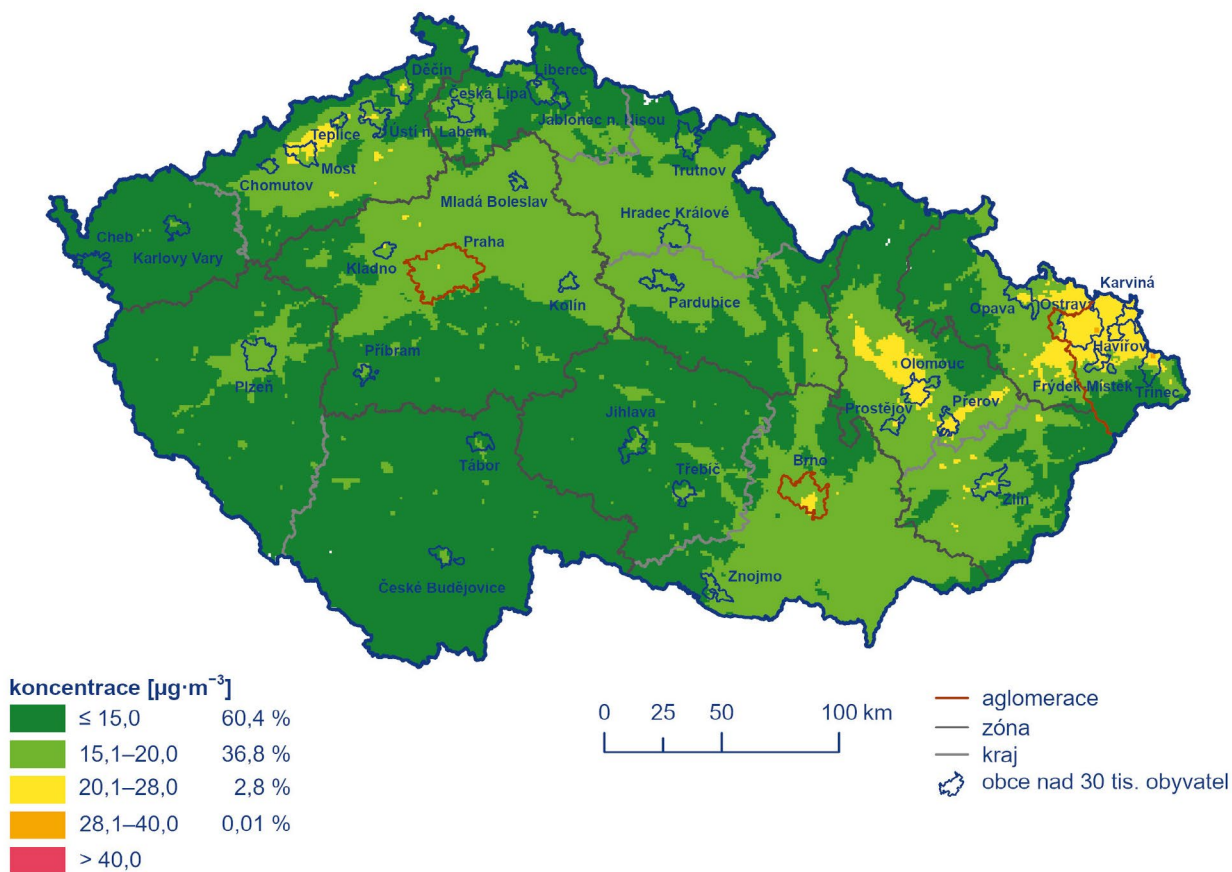 Děčín
Liberec
Česká Lípa
Teplice
Ústí n. Labem
Jablonec n. Nisou
Most
Chomutov
Trutnov
Mladá Boleslav
Hradec Králové
Cheb
Karlovy Vary
Praha
Kladno
Kolín
Pardubice
Karviná
Opava
Ostrava
Havířov
Příbram
Plzeň
Olomouc
Frýdek Místek
Třinec
Prostějov
Přerov
Jihlava
Tábor
Třebíč
Brno
Zlín
České Budějovice
Znojmo
koncentrace [µg·m⁻³]
≤ 15,0 60,4 %
15,1–20,0 36,8 %
20,1–28,0 2,8 %
28,1–40,0 0,01 %
> 40,0
0 25 50 100 km
aglomerace
zóna
kraj
obce nad 30 tis. obyvatel